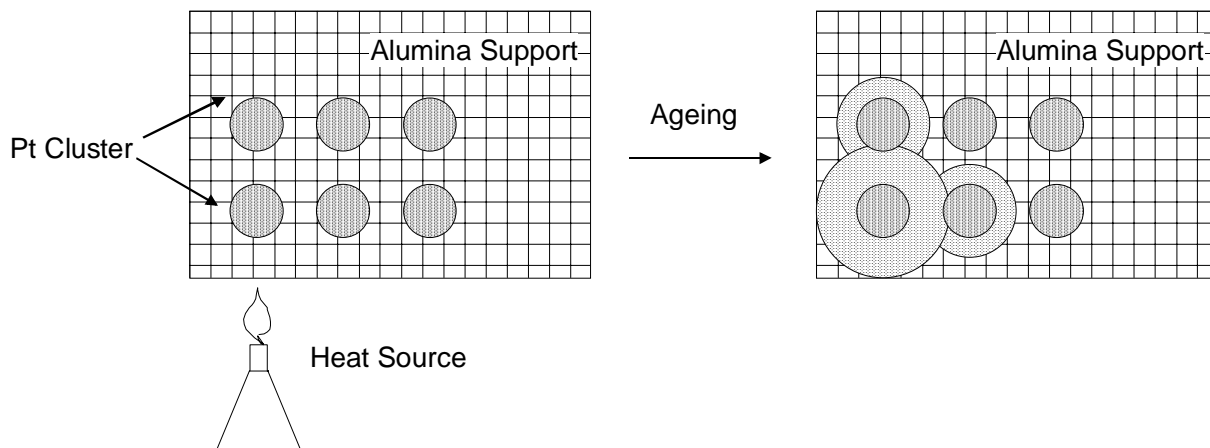 Alumina Support
Alumina Support
Ageing
Pt Cluster
Heat Source